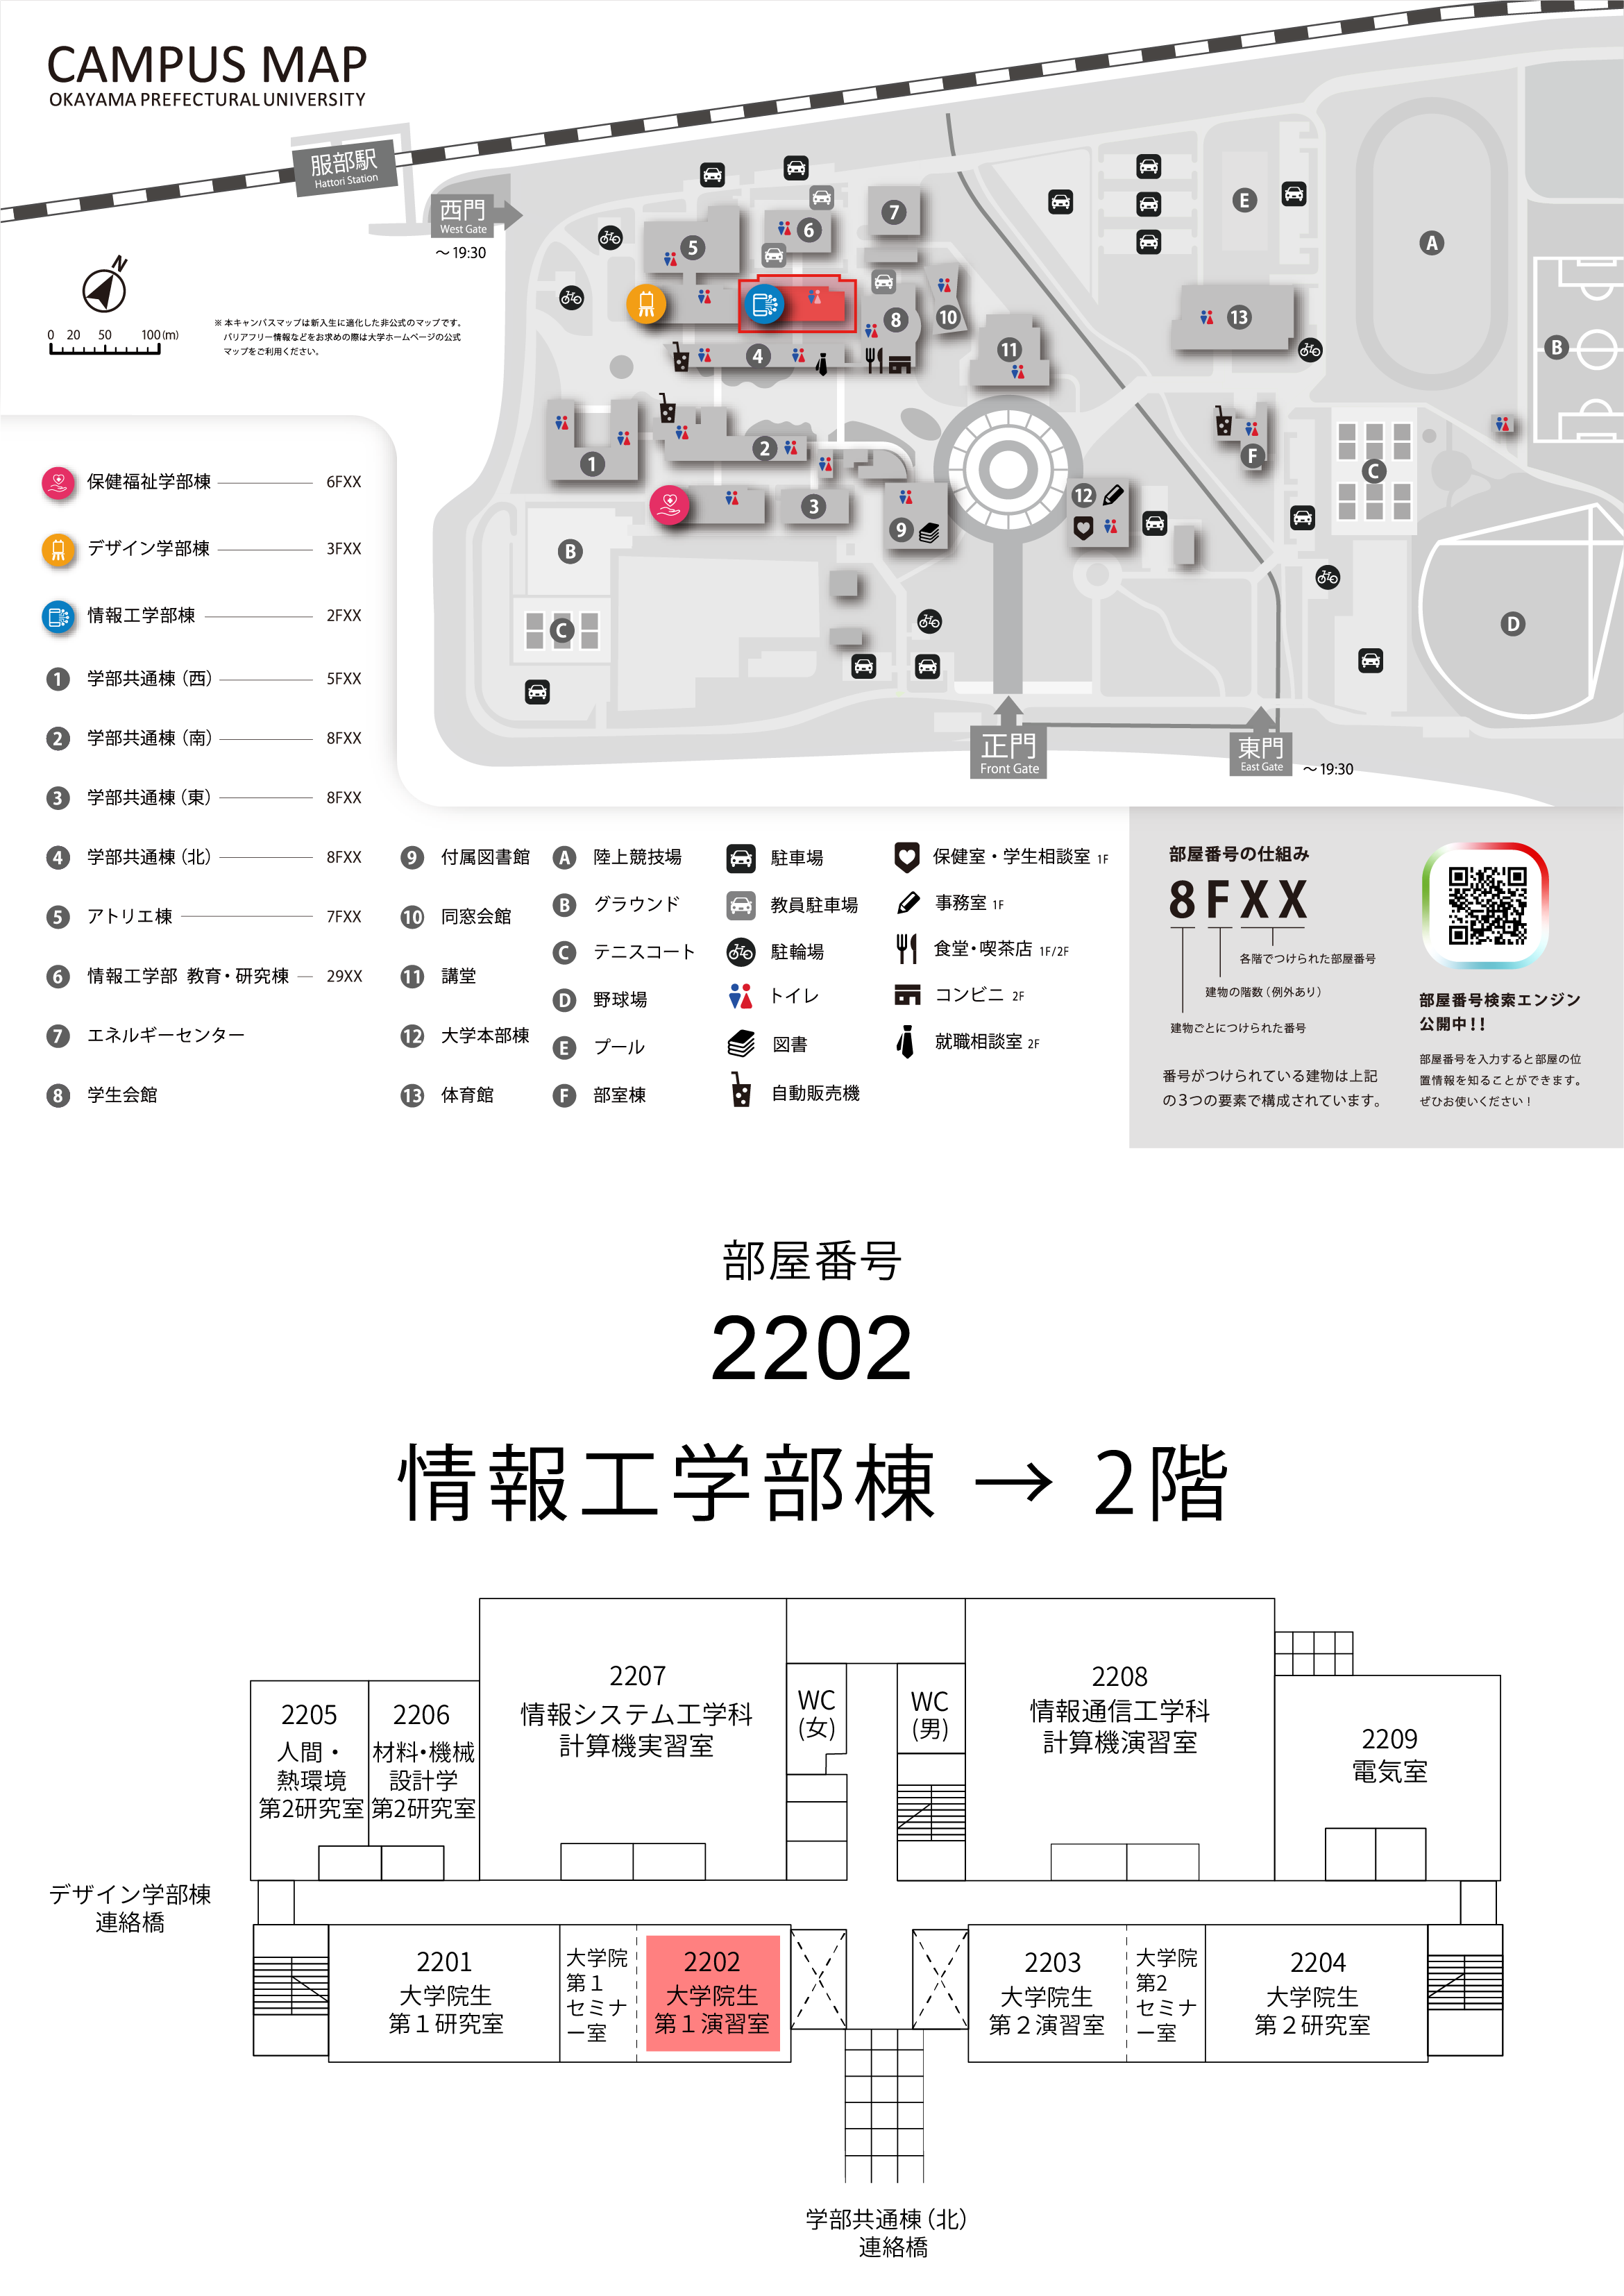 CAMPUS MAP
OKAYAMA PREFECTURAL UNIVERSITY
服部駅
Hattori Station
西門
West Gate
～19:30
N
0 20 50 100(m)
※ 本キャンパスマップは新入生に適化した非公式のマップです。
バリアフリー情報などをお求めの際は大学ホームページの公式
マップをご利用ください。
5
6
7
8
10
4
11
13
E
A
B
1
2
3
9
12
F
C
B
C
D
正門
Front Gate
東門
East Gate
～19:30
保健福祉学部棟 6FXX
デザイン学部棟 3FXX
情報工学部棟 2FXX
1 学部共通棟（西） 5FXX
2 学部共通棟（南） 8FXX
3 学部共通棟（東） 8FXX
4 学部共通棟（北） 8FXX
5 アトリエ棟 7FXX
6 情報工学部 教育・研究棟 29XX
7 エネルギーセンター
8 学生会館
9 付属図書館
10 同窓会館
11 講堂
12 大学本部棟
13 体育館
A 陸上競技場
B グラウンド
C テニスコート
D 野球場
E プール
F 部室棟
駐車場
教員駐車場
駐輪場
トイレ
図書
自動販売機
保健室・学生相談室 1F
事務室 1F
食堂・喫茶店 1F/2F
コンビニ 2F
就職相談室 2F
部屋番号の仕組み
8FXX
各階でつけられた部屋番号
建物の階数（例外あり）
建物ごとにつけられた番号
番号がつけられている建物は上記
の3つの要素で構成されています。
部屋番号検索エンジン
公開中！！
部屋番号を入力すると部屋の位
置情報を知ることができます。
ぜひお使いください！
部屋番号
2202
情報工学部棟 → 2階
2205
人間・
熱環境
第2研究室
2206
材料・機械
設計学
第2研究室
2207
情報システム工学科
計算機実習室
WC
(女)
WC
(男)
2208
情報通信工学科
計算機演習室
2209
電気室
デザイン学部棟
連絡橋
2201
大学院生
第１研究室
大学院
第１
セミナ
ー室
2202
大学院生
第１演習室
2203
大学院生
第２演習室
大学院
第2
セミナ
ー室
2204
大学院生
第２研究室
学部共通棟（北）
連絡橋